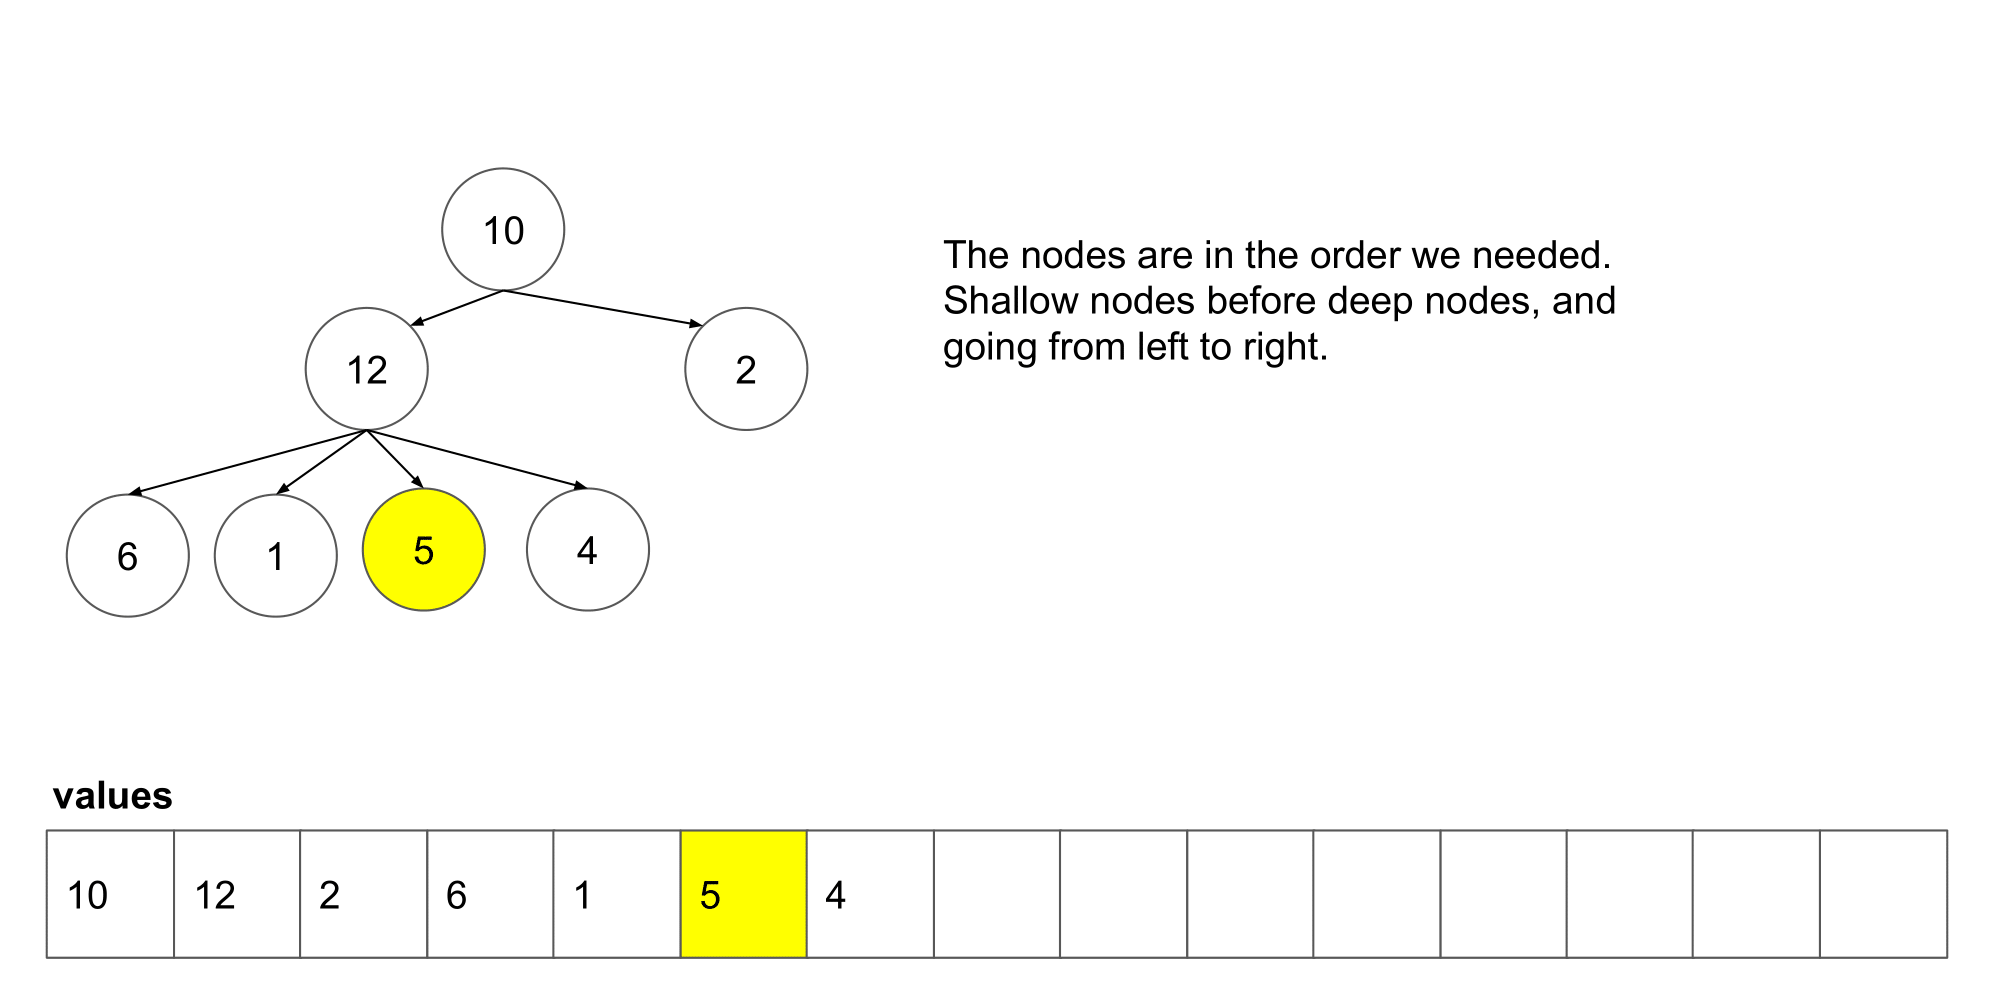 10
The nodes are in the order we needed.
Shallow nodes before deep nodes, and
going from left to right.
12 2
6 1 5 4
values
10 12 2 6 1 5 4